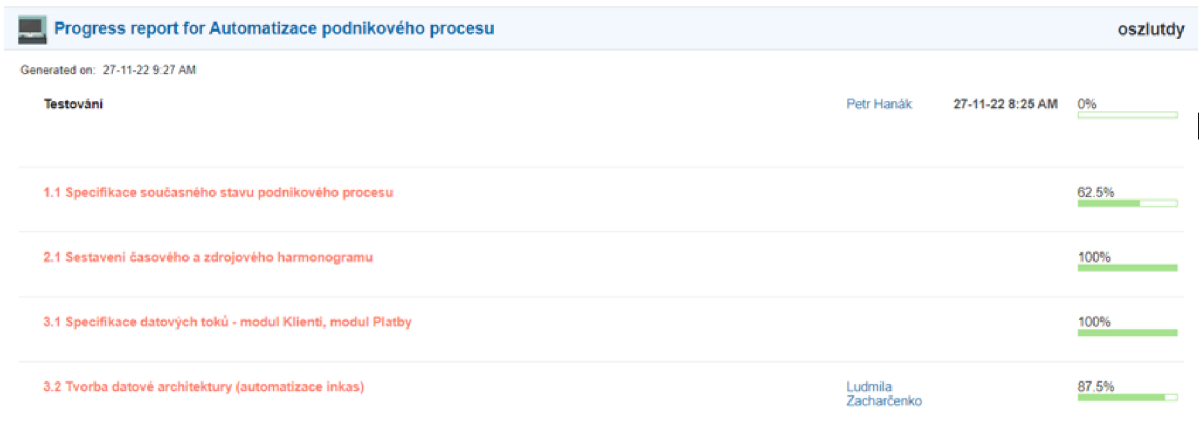 Progress report for Automatizace podnikového procesu oszlutdy
Generated on: 27-11-22 9:27 AM
Testování Petr Hanák 27-11-22 8:25 AM 0%
1.1 Specifikace současného stavu podnikového procesu 62.5%
2.1 Sestavení časového a zdrojového harmonogramu 100%
3.1 Specifikace datových toků - modul Klienti, modul Platby 100%
3.2 Tvorba datové architektury (automatizace inkas) Ludmila 87.5%
Zacharčenko